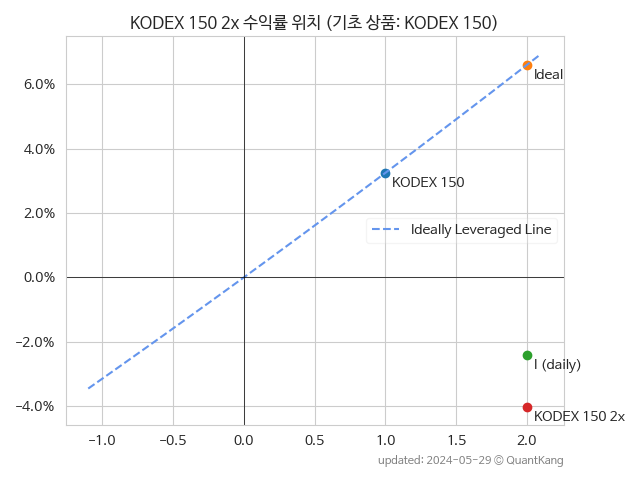 KODEX 150 2x 수익률 위치 (기초 상품: KODEX 150)
6.0%
Ideal
4.0%
KODEX 150
2.0%
Ideally Leveraged Line
0.0%
-2.0%
I (daily)
-4.0%
KODEX 150 2x
-1.0 -0.5 0.0 0.5 1.0 1.5 2.0
updated: 2024-05-29 © QuantKang